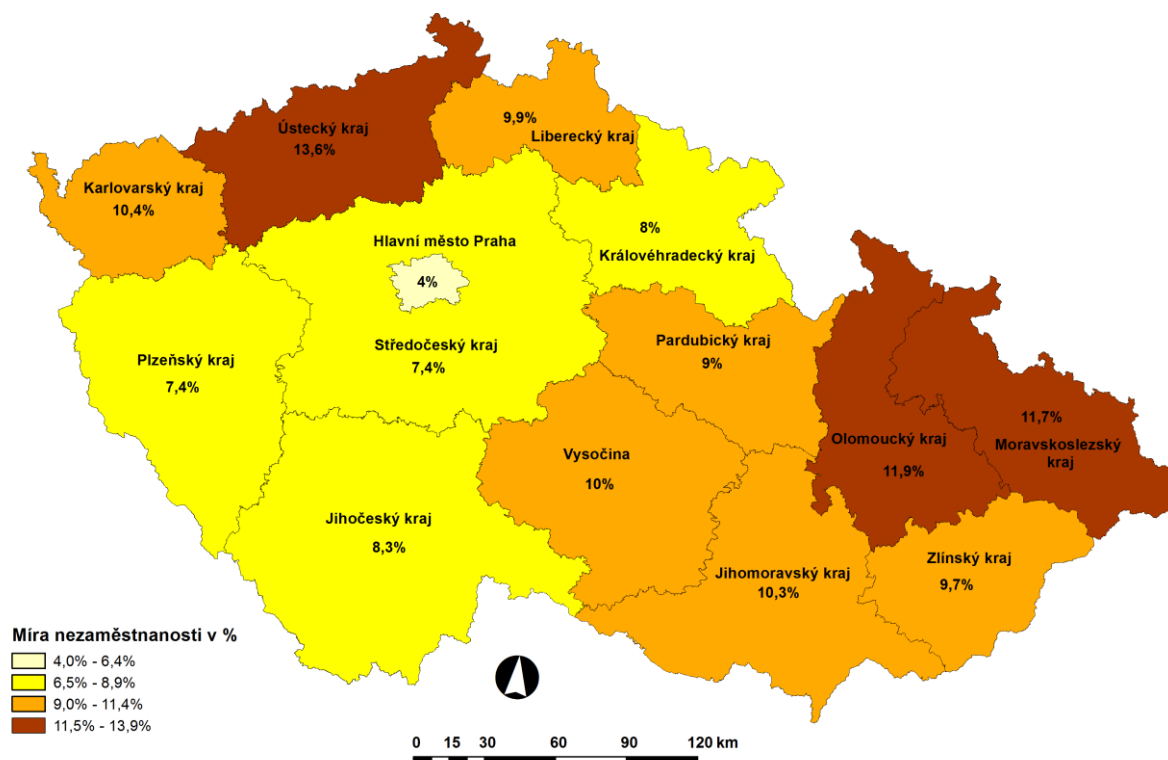 Ústecký kraj
13,6%
9,9%
Liberecký kraj
Karlovarský kraj
10,4%
8%
Královéhradecký kraj
Hlavní město Praha
4%
Středočeský kraj
7,4%
Plzeňský kraj
7,4%
Pardubický kraj
9%
11,7%
Moravskoslezský
kraj
Olomoucký kraj
11,9%
Vysočina
10%
Jihočeský kraj
8,3%
Jihomoravský kraj
10,3%
Zlínský kraj
9,7%
Míra nezaměstnanosti v %
4,0% - 6,4%
6,5% - 8,9%
9,0% - 11,4%
11,5% - 13,9%
0 15 30 60 90 120 km